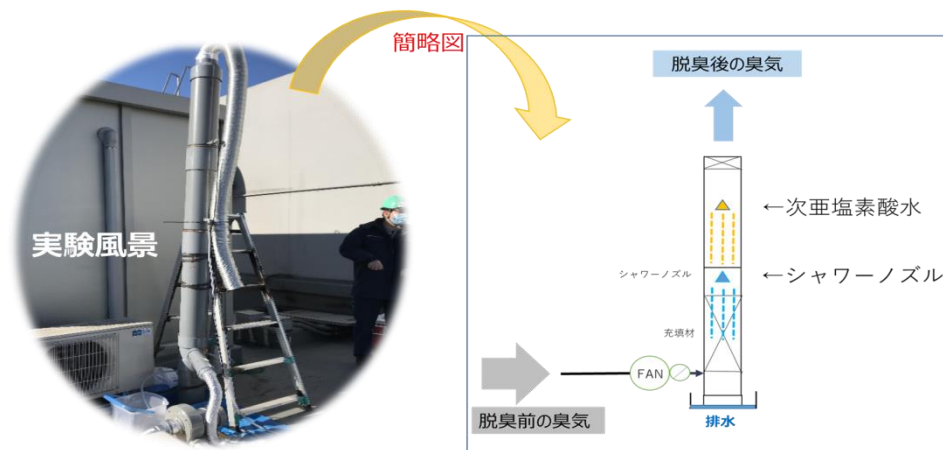 簡略図
実験風景
脱臭後の臭気
←次亜塩素酸水
シャワーノズル
←シャワーノズル
充填材
FAN
脱臭前の臭気
排水